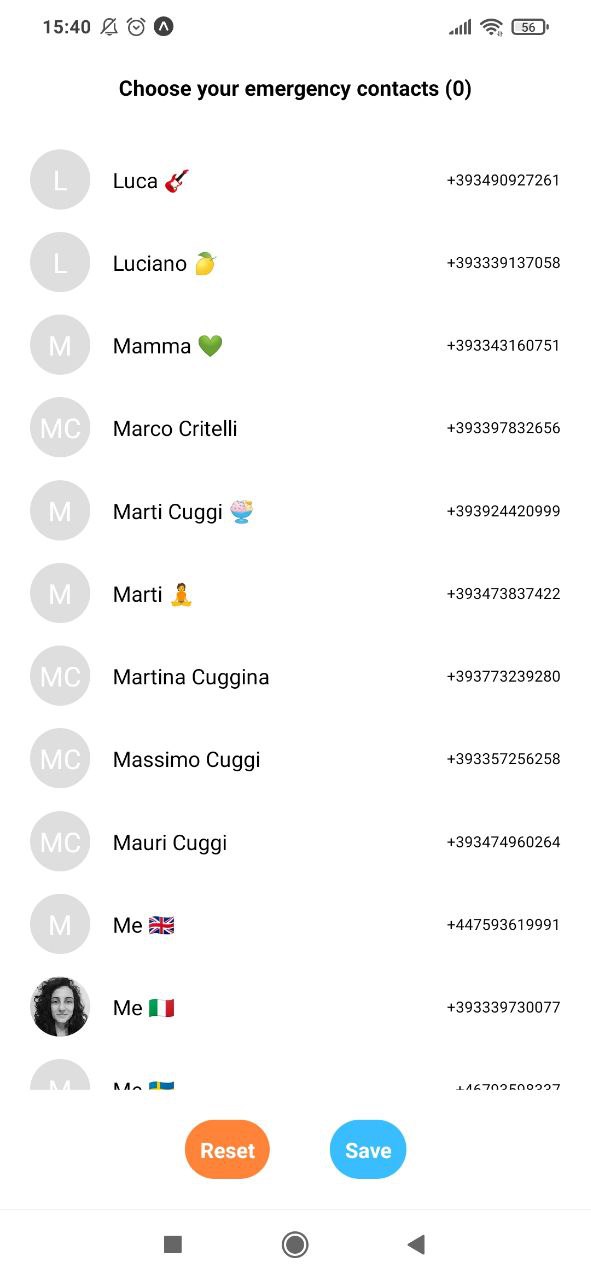 15:40 56
Choose your emergency contacts (0)
L Luca 🎸 +393490927261
L Luciano 🍋 +393339137058
M Mamma 💚 +393343160751
MC Marco Critelli +393397832656
M Marti Cuggi 🍨 +393924420999
M Marti 🧘 +393473837422
MC Martina Cuggina +393773239280
MC Massimo Cuggi +393357256258
MC Mauri Cuggi +393474960264
M Me 🇬🇧 +447593619991
Me 🇮🇹 +393339730077
M Me 🇸🇪
Reset Save